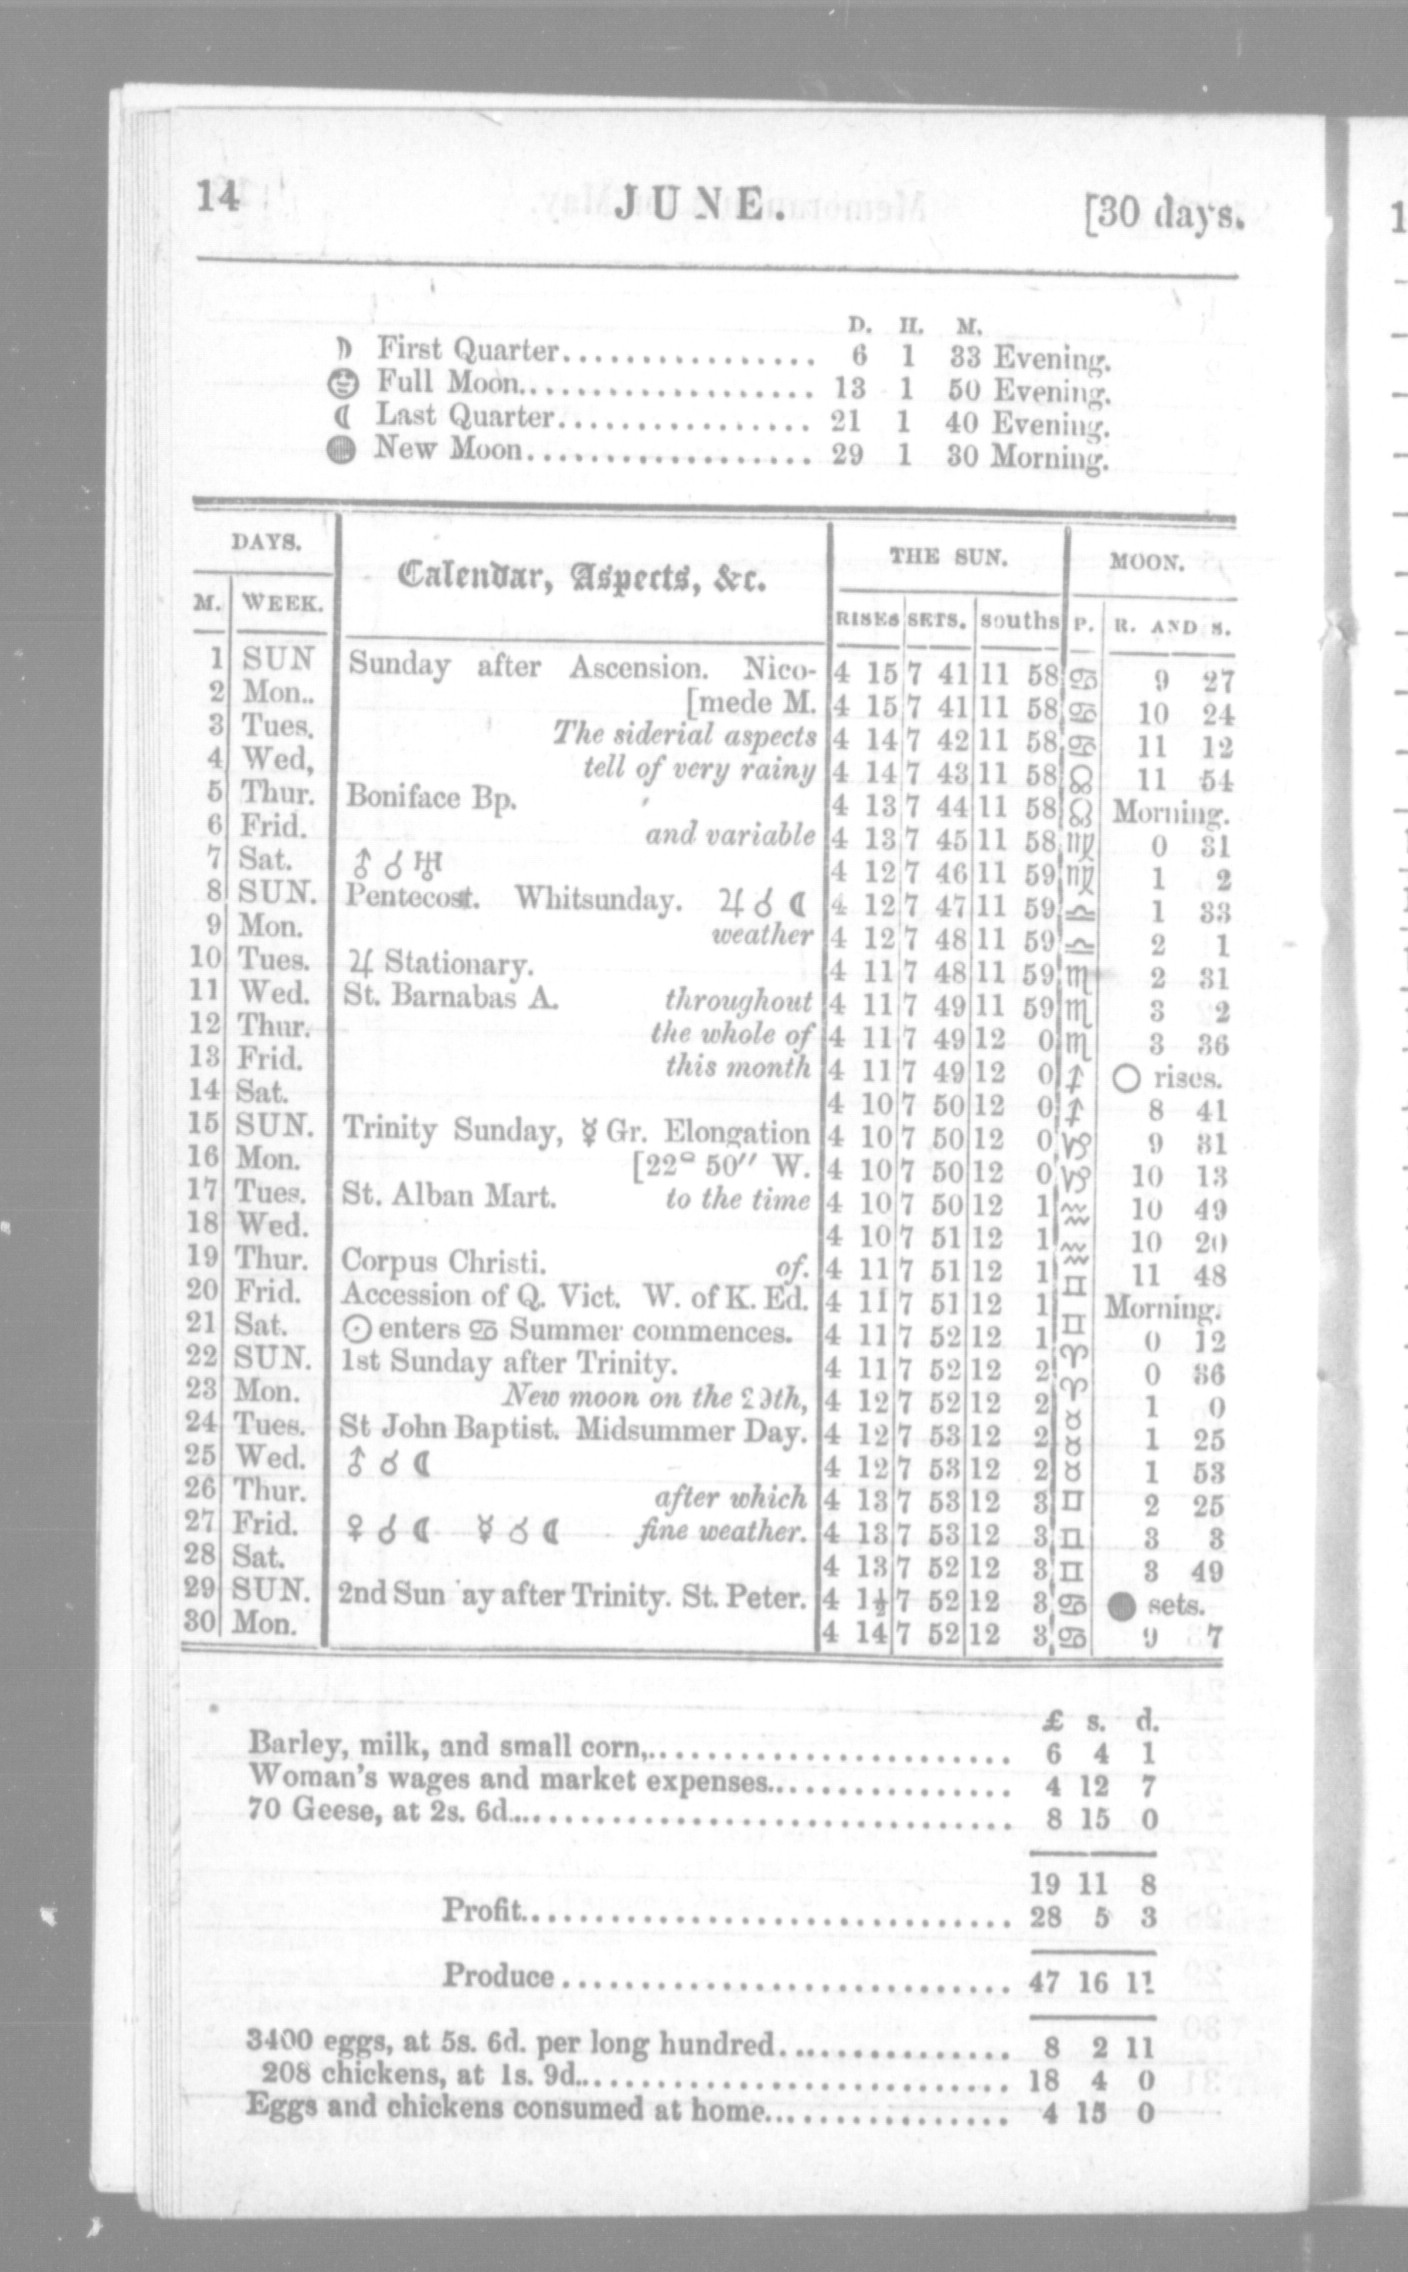 14 JUNE. [30 days.
D. H. M.
☽ First Quarter................ 6 1 33 Evening.
Full Moon................... 13 1 50 Evening.
☾ Last Quarter................ 21 1 40 Evening.
● New Moon.................. 29 1 30 Morning.
DAYS. Calendar, Aspects, &c. THE SUN. MOON.
M. WEEK. RISES SETS. souths P. R. AND S.
1 SUN Sunday after Ascension. Nico- 4 15 7 41 11 58 ♋ 9 27
2 Mon.. [mede M. 4 15 7 41 11 58 ♋ 10 24
3 Tues. The siderial aspects 4 14 7 42 11 58 ♋ 11 12
4 Wed, tell of very rainy 4 14 7 43 11 58 ☊ 11 54
5 Thur. Boniface Bp. 4 13 7 44 11 58 ☊ Morning.
6 Frid. and variable 4 13 7 45 11 58 ♍ 0 31
7 Sat. ♂ ☌ ♅ 4 12 7 46 11 59 ♍ 1 2
8 SUN. Pentecost. Whitsunday. ♃ ☌ ☾ 4 12 7 47 11 59 ♎ 1 33
9 Mon. weather 4 12 7 48 11 59 ♎ 2 1
10 Tues. ♃ Stationary. 4 11 7 48 11 59 ♏ 2 31
11 Wed. St. Barnabas A. throughout 4 11 7 49 11 59 ♏ 3 2
12 Thur. the whole of 4 11 7 49 12 0 ♏ 3 36
13 Frid. this month 4 11 7 49 12 0 ♐ ○ rises.
14 Sat. 4 10 7 50 12 0 ♐ 8 41
15 SUN. Trinity Sunday, ☿ Gr. Elongation 4 10 7 50 12 0 ♑ 9 31
16 Mon. [22° 50″ W. 4 10 7 50 12 0 ♑ 10 13
17 Tues. St. Alban Mart. to the time 4 10 7 50 12 1 ♒ 10 49
18 Wed. 4 10 7 51 12 1 ♒ 10 20
19 Thur. Corpus Christi. of. 4 11 7 51 12 1 ♊ 11 48
20 Frid. Accession of Q. Vict. W. of K. Ed. 4 11 7 51 12 1 ♊ Morning.
21 Sat. ☉ enters ♋ Summer commences. 4 11 7 52 12 1 ♈ 0 12
22 SUN. 1st Sunday after Trinity. 4 11 7 52 12 2 ♈ 0 36
23 Mon. New moon on the 29th, 4 12 7 52 12 2 ♉ 1 0
24 Tues. St John Baptist. Midsummer Day. 4 12 7 53 12 2 ♉ 1 25
25 Wed. ♂ ☌ ☾ 4 12 7 53 12 2 ♉ 1 53
26 Thur. after which 4 13 7 53 12 3 ♊ 2 25
27 Frid. ♀ ☌ ☾ ☿ ☌ ☾ fine weather. 4 13 7 53 12 3 ♊ 3 3
28 Sat. 4 13 7 52 12 3 ♊ 3 49
29 SUN. 2nd Sun ay after Trinity. St. Peter. 4 1½ 7 52 12 3 ♋ ● sets.
30 Mon. 4 14 7 52 12 3 ♋ 9 7
£ s. d.
Barley, milk, and small corn,....................... 6 4 1
Woman's wages and market expenses................ 4 12 7
70 Geese, at 2s. 6d................................ 8 15 0
19 11 8
Profit............................... 28 5 3
Produce............................. 47 16 11
3400 eggs, at 5s. 6d. per long hundred............... 8 2 11
208 chickens, at 1s. 9d............................. 18 4 0
Eggs and chickens consumed at home................ 4 15 0